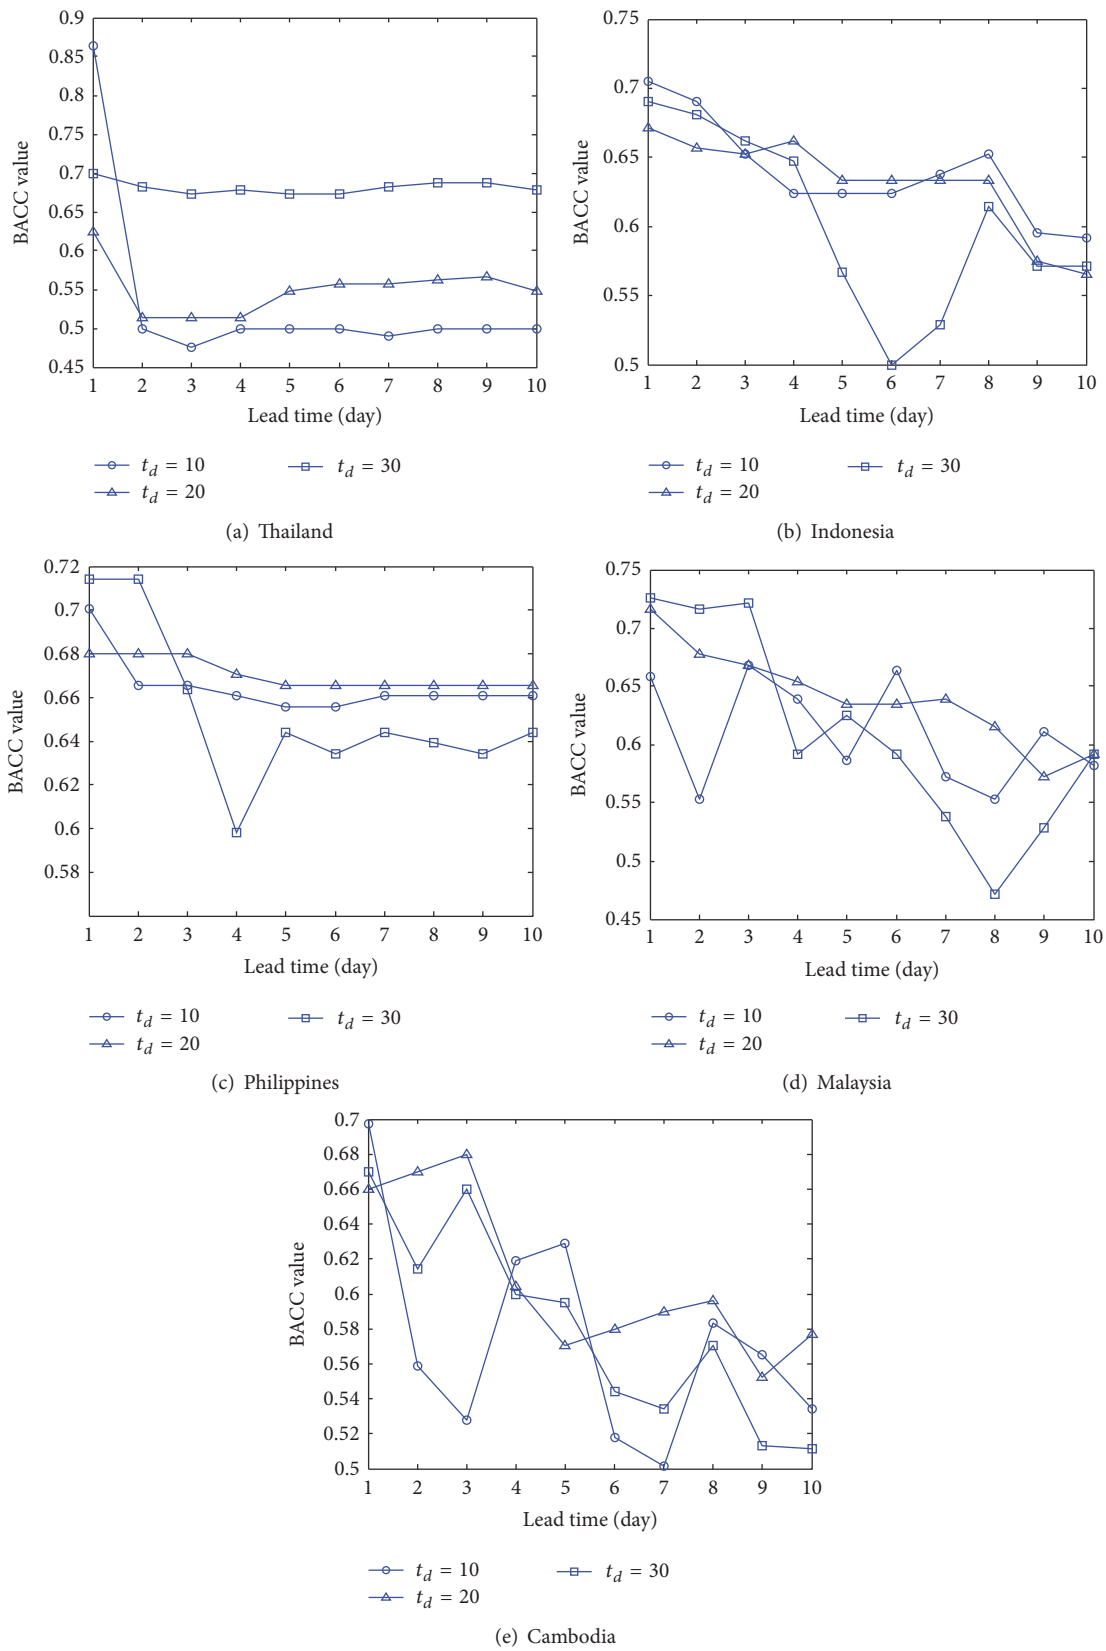 0.9
0.85
0.8
0.75
0.7
0.65
0.6
0.55
0.5
0.45
BACC value
1 2 3 4 5 6 7 8 9 10
Lead time (day)
t_d = 10
t_d = 20
t_d = 30
(a) Thailand
0.75
0.7
0.65
0.6
0.55
0.5
BACC value
1 2 3 4 5 6 7 8 9 10
Lead time (day)
t_d = 10
t_d = 20
t_d = 30
(b) Indonesia
0.72
0.7
0.68
0.66
0.64
0.62
0.6
0.58
BACC value
1 2 3 4 5 6 7 8 9 10
Lead time (day)
t_d = 10
t_d = 20
t_d = 30
(c) Philippines
0.75
0.7
0.65
0.6
0.55
0.5
0.45
BACC value
1 2 3 4 5 6 7 8 9 10
Lead time (day)
t_d = 10
t_d = 20
t_d = 30
(d) Malaysia
0.7
0.68
0.66
0.64
0.62
0.6
0.58
0.56
0.54
0.52
0.5
BACC value
1 2 3 4 5 6 7 8 9 10
Lead time (day)
t_d = 10
t_d = 20
t_d = 30
(e) Cambodia